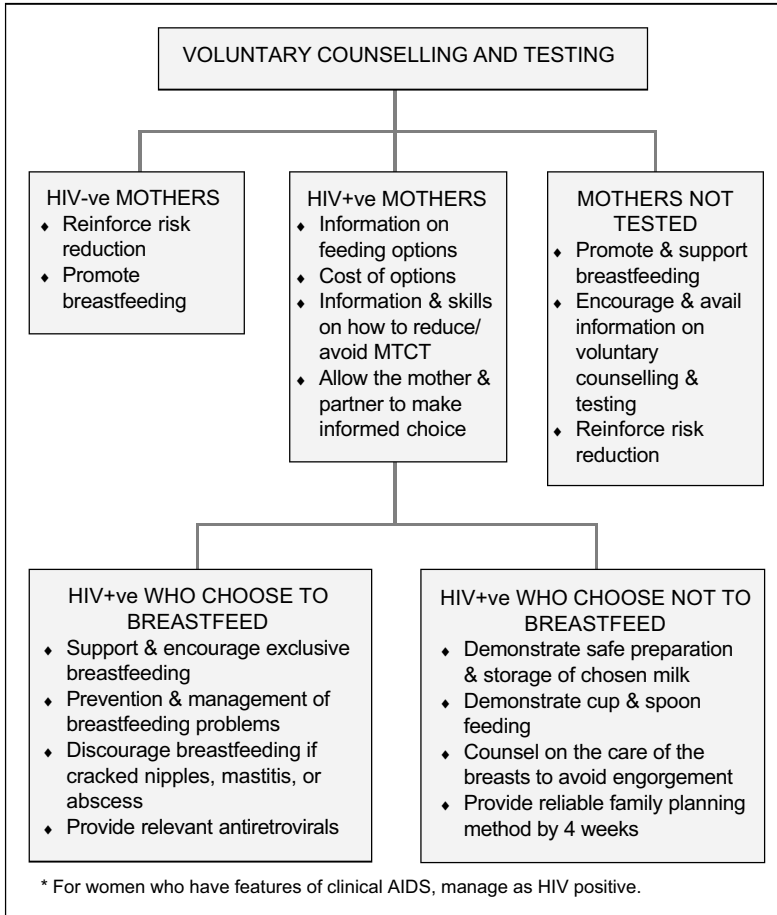 VOLUNTARY COUNSELLING AND TESTING
HIV-ve MOTHERS
♦ Reinforce risk
reduction
♦ Promote
breastfeeding
HIV+ve MOTHERS
♦ Information on
feeding options
♦ Cost of options
♦ Information & skills
on how to reduce/
avoid MTCT
♦ Allow the mother &
partner to make
informed choice
MOTHERS NOT
TESTED
♦ Promote & support
breastfeeding
♦ Encourage & avail
information on
voluntary
counselling &
testing
♦ Reinforce risk
reduction
HIV+ve WHO CHOOSE TO
BREASTFEED
♦ Support & encourage exclusive
breastfeeding
♦ Prevention & management of
breastfeeding problems
♦ Discourage breastfeeding if
cracked nipples, mastitis, or
abscess
♦ Provide relevant antiretrovirals
HIV+ve WHO CHOOSE NOT TO
BREASTFEED
♦ Demonstrate safe preparation
& storage of chosen milk
♦ Demonstrate cup & spoon
feeding
♦ Counsel on the care of the
breasts to avoid engorgement
♦ Provide reliable family planning
method by 4 weeks
* For women who have features of clinical AIDS, manage as HIV positive.